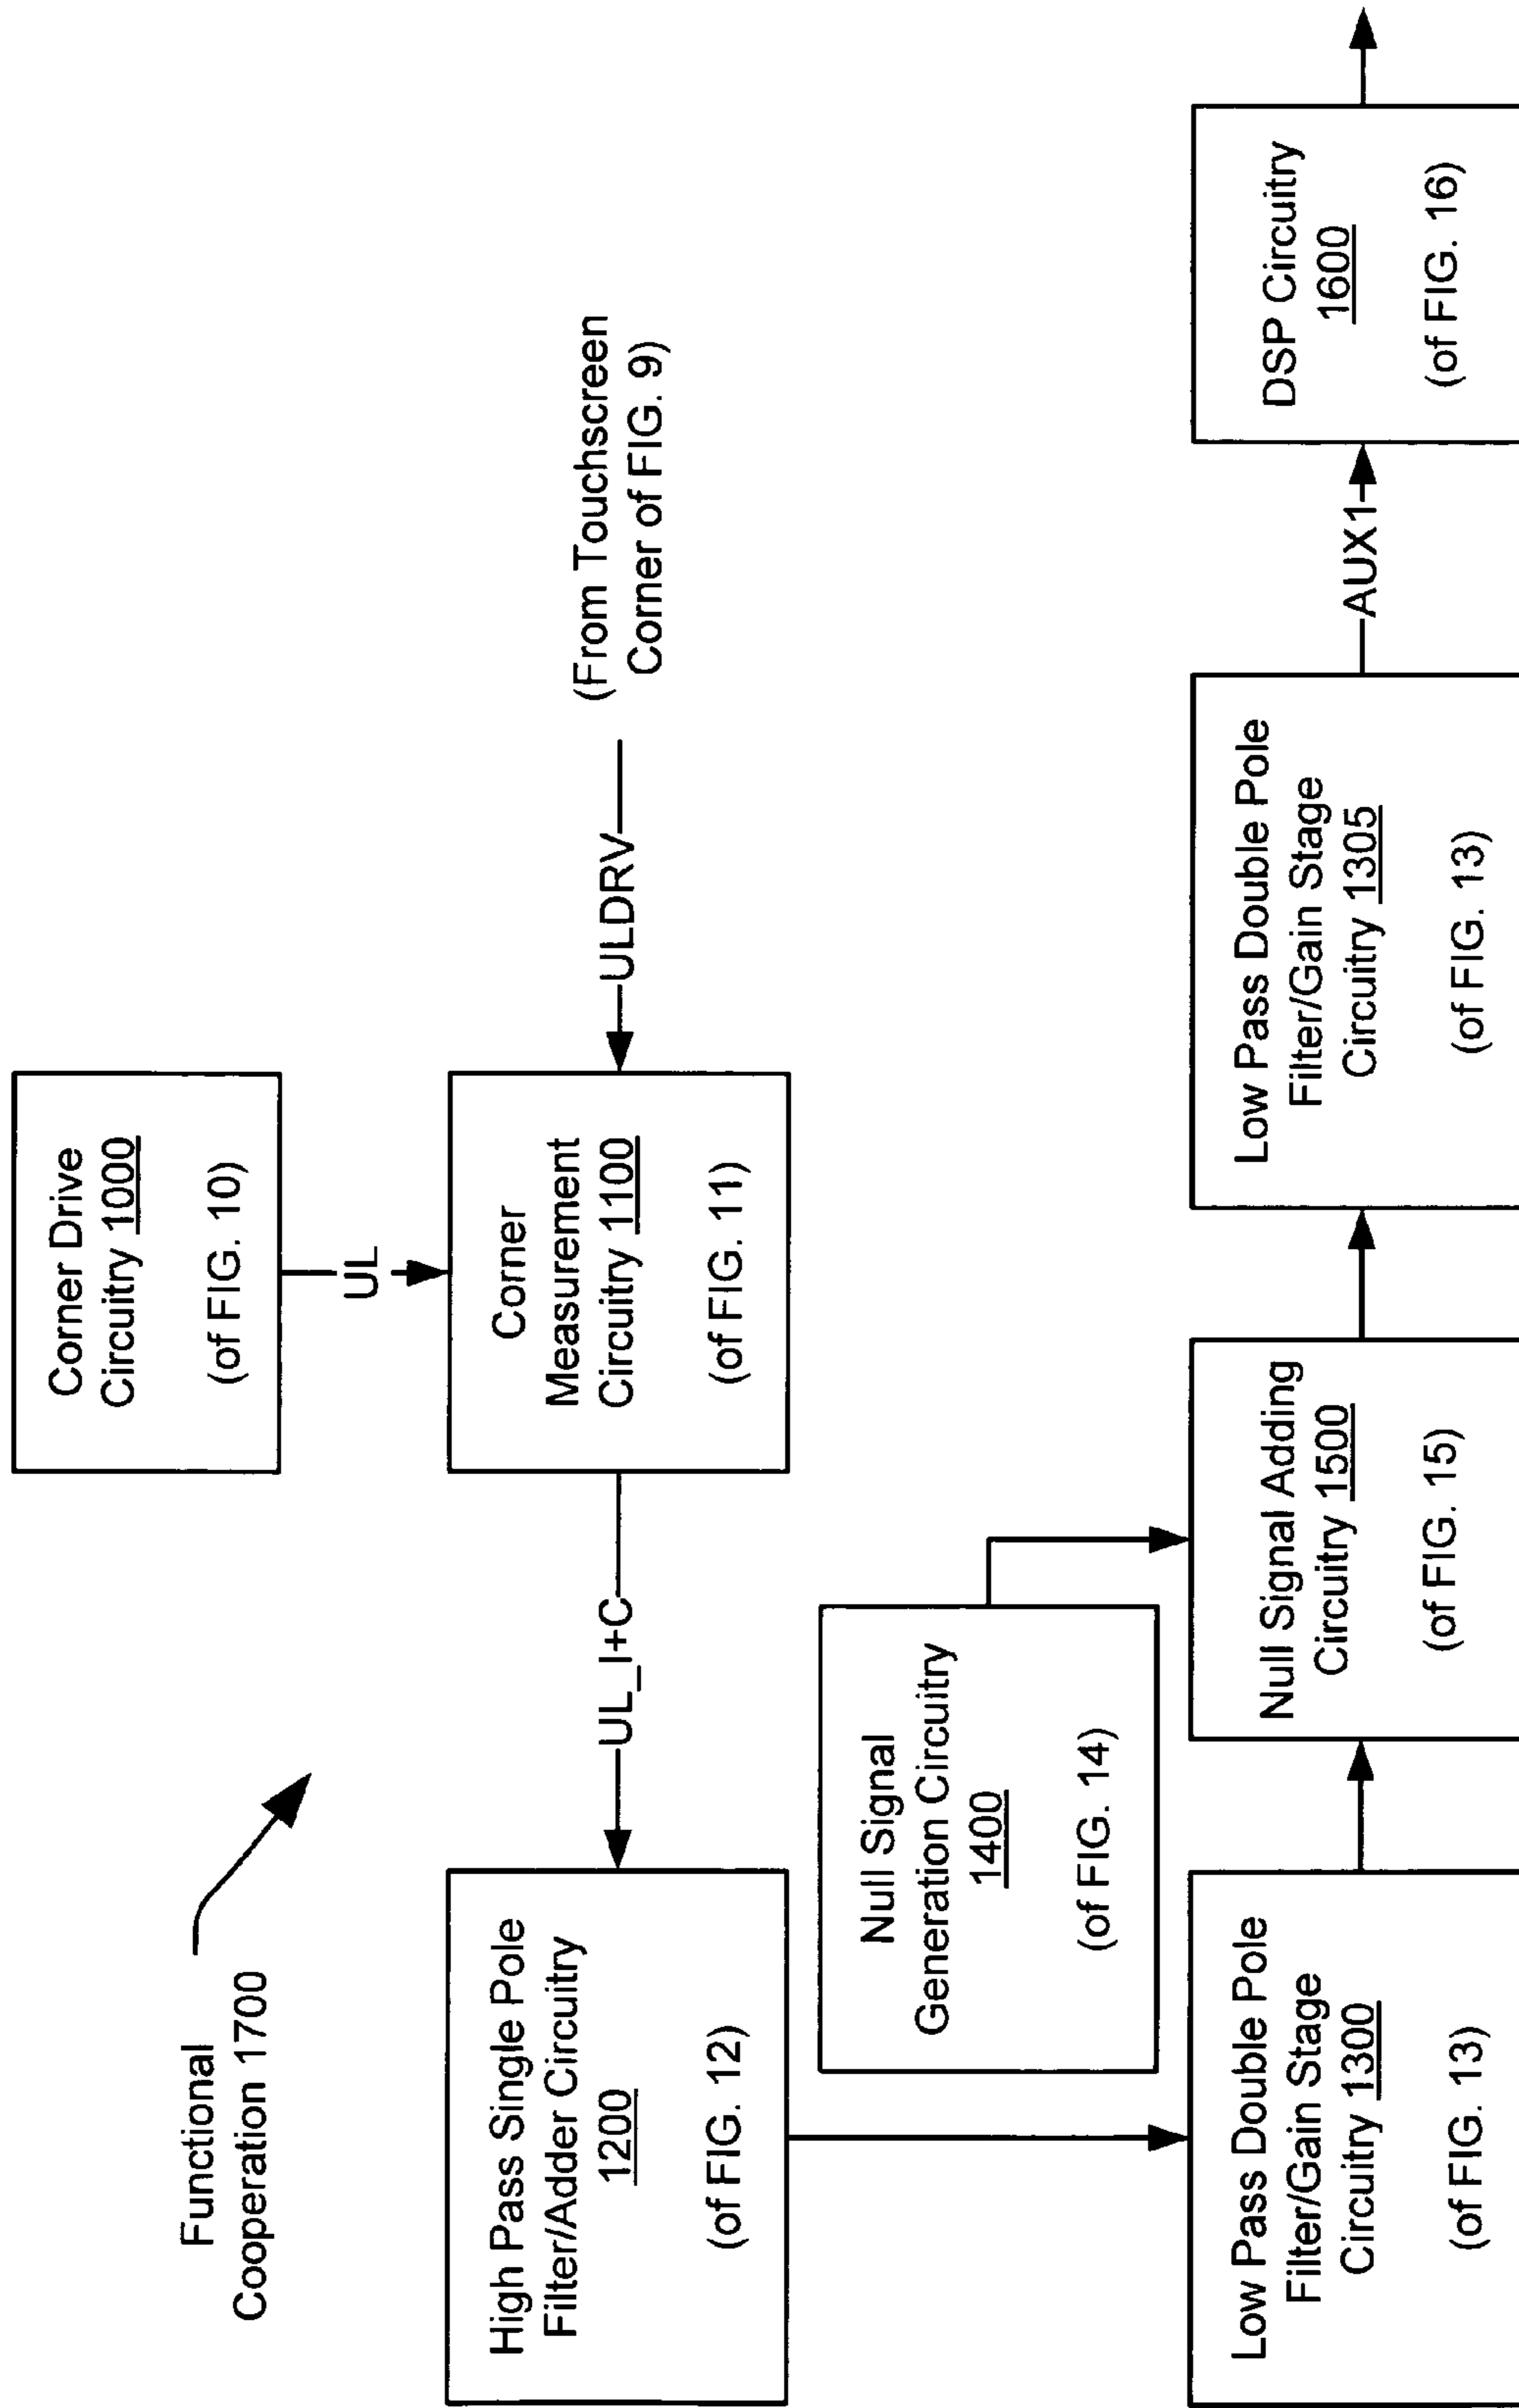 Functional
Cooperation 1700
Corner Drive
Circuitry 1000
(of FIG. 10)
UL
High Pass Single Pole
Filter/Adder Circuitry
1200
(of FIG. 12)
UL_I+C
Corner
Measurement
Circuitry 1100
(of FIG. 11)
ULDRV
(From Touchscreen
Corner of FIG. 9)
Null Signal
Generation Circuitry
1400
(of FIG. 14)
Low Pass Double Pole
Filter/Gain Stage
Circuitry 1300
(of FIG. 13)
Null Signal Adding
Circuitry 1500
(of FIG. 15)
Low Pass Double Pole
Filter/Gain Stage
Circuitry 1305
(of FIG. 13)
AUX1
DSP Circuitry
1600
(of FIG. 16)